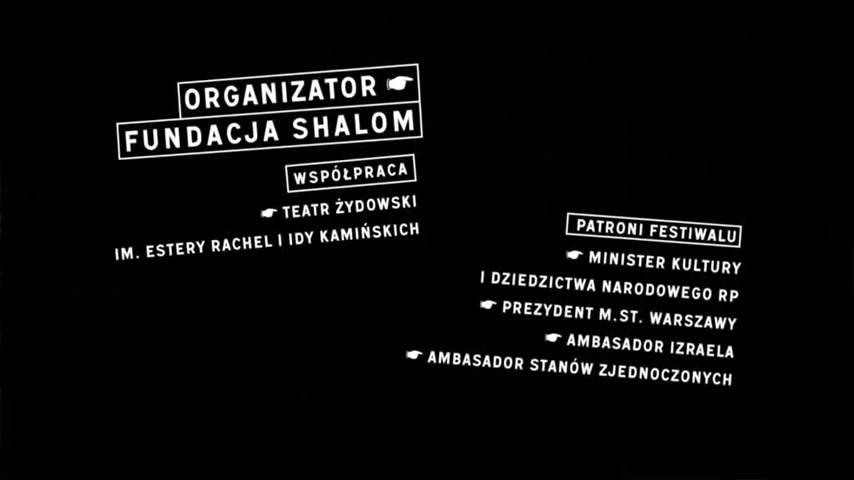 ORGANIZATOR
FUNDACJA SHALOM
WSPÓŁPRACA
TEATR ŻYDOWSKI
IM. ESTERY RACHEL I IDY KAMIŃSKICH
PATRONI FESTIWALU
MINISTER KULTURY
I DZIEDZICTWA NARODOWEGO RP
PREZYDENT M.ST. WARSZAWY
AMBASADOR IZRAELA
AMBASADOR STANÓW ZJEDNOCZONYCH